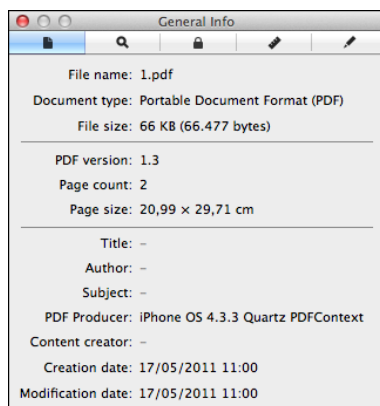 General Info
File name: 1.pdf
Document type: Portable Document Format (PDF)
File size: 66 KB (66.477 bytes)
PDF version: 1.3
Page count: 2
Page size: 20,99 × 29,71 cm
Title: –
Author: –
Subject: –
PDF Producer: iPhone OS 4.3.3 Quartz PDFContext
Content creator: –
Creation date: 17/05/2011 11:00
Modification date: 17/05/2011 11:00